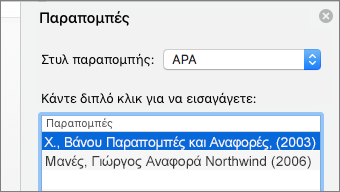 Παραπομπές
Στυλ παραπομπής: APA
Κάντε διπλό κλικ για να εισαγάγετε:
Παραπομπές
Χ., Βάνου Παραπομπές και Αναφορές, (2003)
Μανές, Γιώργος Αναφορά Northwind (2006)